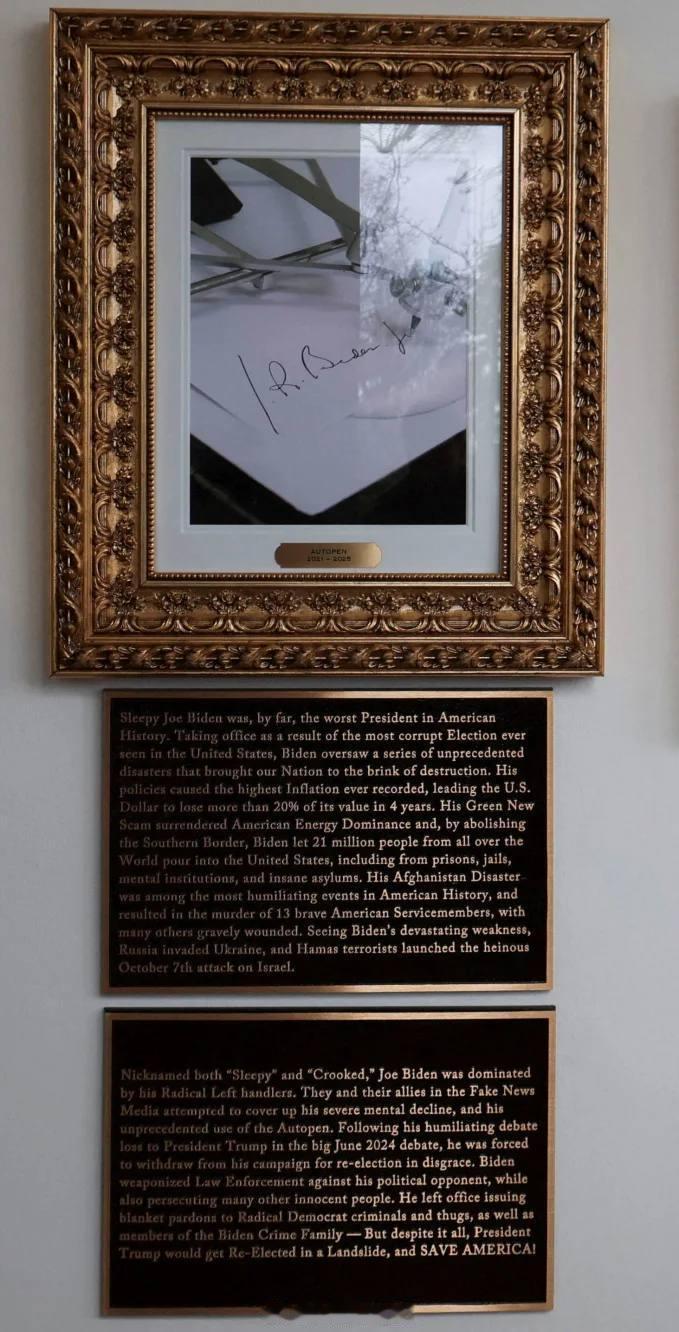 J. R. Biden Jr
AUTOPEN
2021 – 2025
Sleepy Joe Biden was, by far, the worst President in American
History. Taking office as a result of the most corrupt Election ever
seen in the United States, Biden oversaw a series of unprecedented
disasters that brought our Nation to the brink of destruction. His
policies caused the highest Inflation ever recorded, leading the U.S.
Dollar to lose more than 20% of its value in 4 years. His Green New
Scam surrendered American Energy Dominance and, by abolishing
the Southern Border, Biden let 21 million people from all over the
World pour into the United States, including from prisons, jails,
mental institutions, and insane asylums. His Afghanistan Disaster
was among the most humiliating events in American History, and
resulted in the murder of 13 brave American Servicemembers, with
many others gravely wounded. Seeing Biden's devastating weakness,
Russia invaded Ukraine, and Hamas terrorists launched the heinous
October 7th attack on Israel.
Nicknamed both "Sleepy" and "Crooked," Joe Biden was dominated
by his Radical Left handlers. They and their allies in the Fake News
Media attempted to cover up his severe mental decline, and his
unprecedented use of the Autopen. Following his humiliating debate
loss to President Trump in the big June 2024 debate, he was forced
to withdraw from his campaign for re-election in disgrace. Biden
weaponized Law Enforcement against his political opponent, while
also persecuting many other innocent people. He left office issuing
blanket pardons to Radical Democrat criminals and thugs, as well as
members of the Biden Crime Family — But despite it all, President
Trump would get Re-Elected in a Landslide, and SAVE AMERICA!